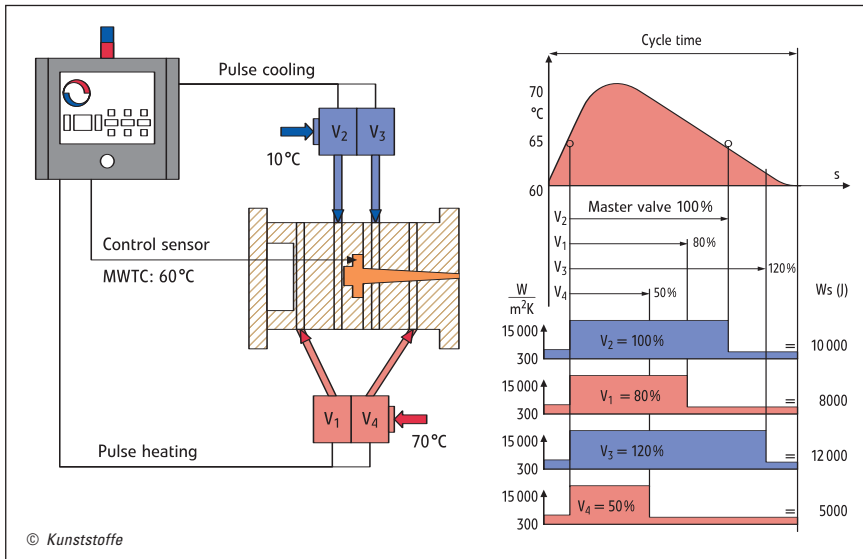 Pulse cooling
V2 V3
10°C
Control sensor
MWTC: 60°C
V1 V4
70°C
Pulse heating
© Kunststoffe
Cycle time
70
°C
65
60
s
V2 Master valve 100%
V1 80%
V3 120%
V4 50%
W
m²K
Ws (J)
15 000
300
V2 = 100%
= 10 000
15 000
300
V1 = 80%
= 8000
15 000
300
V3 = 120%
= 12 000
15 000
300
V4 = 50%
= 5000